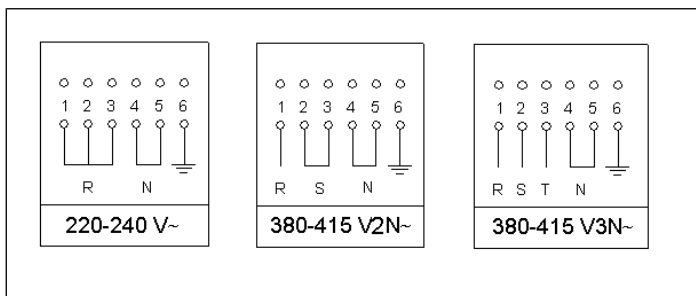 1 2 3 4 5 6
R N
220-240 V~
1 2 3 4 5 6
R S N
380-415 V2N~
1 2 3 4 5 6
R S T N
380-415 V3N~